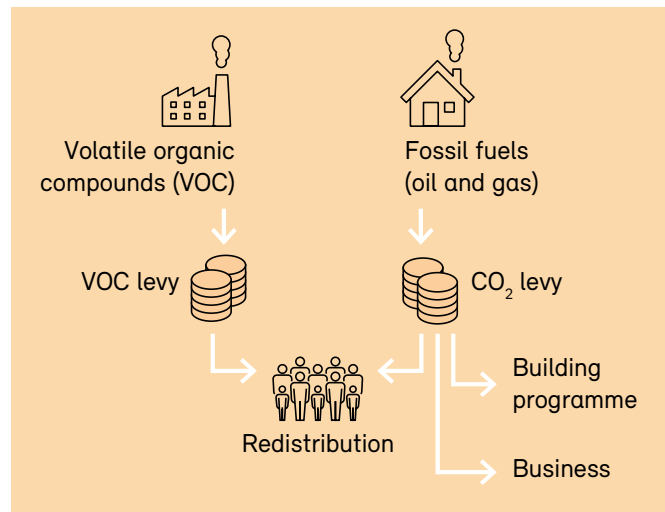 Volatile organic
compounds (VOC)
Fossil fuels
(oil and gas)
VOC levy
CO₂ levy
Redistribution
Building
programme
Business